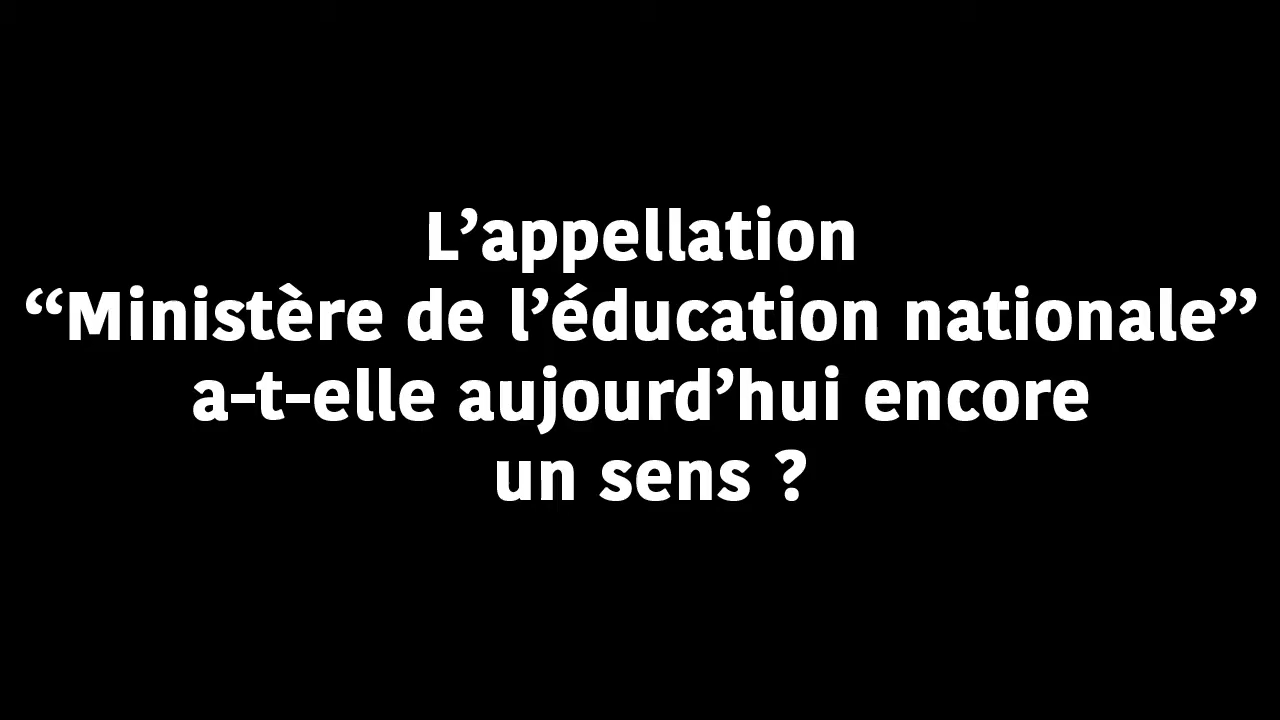 L’appellation
“Ministère de l’éducation nationale”
a-t-elle aujourd’hui encore
un sens ?